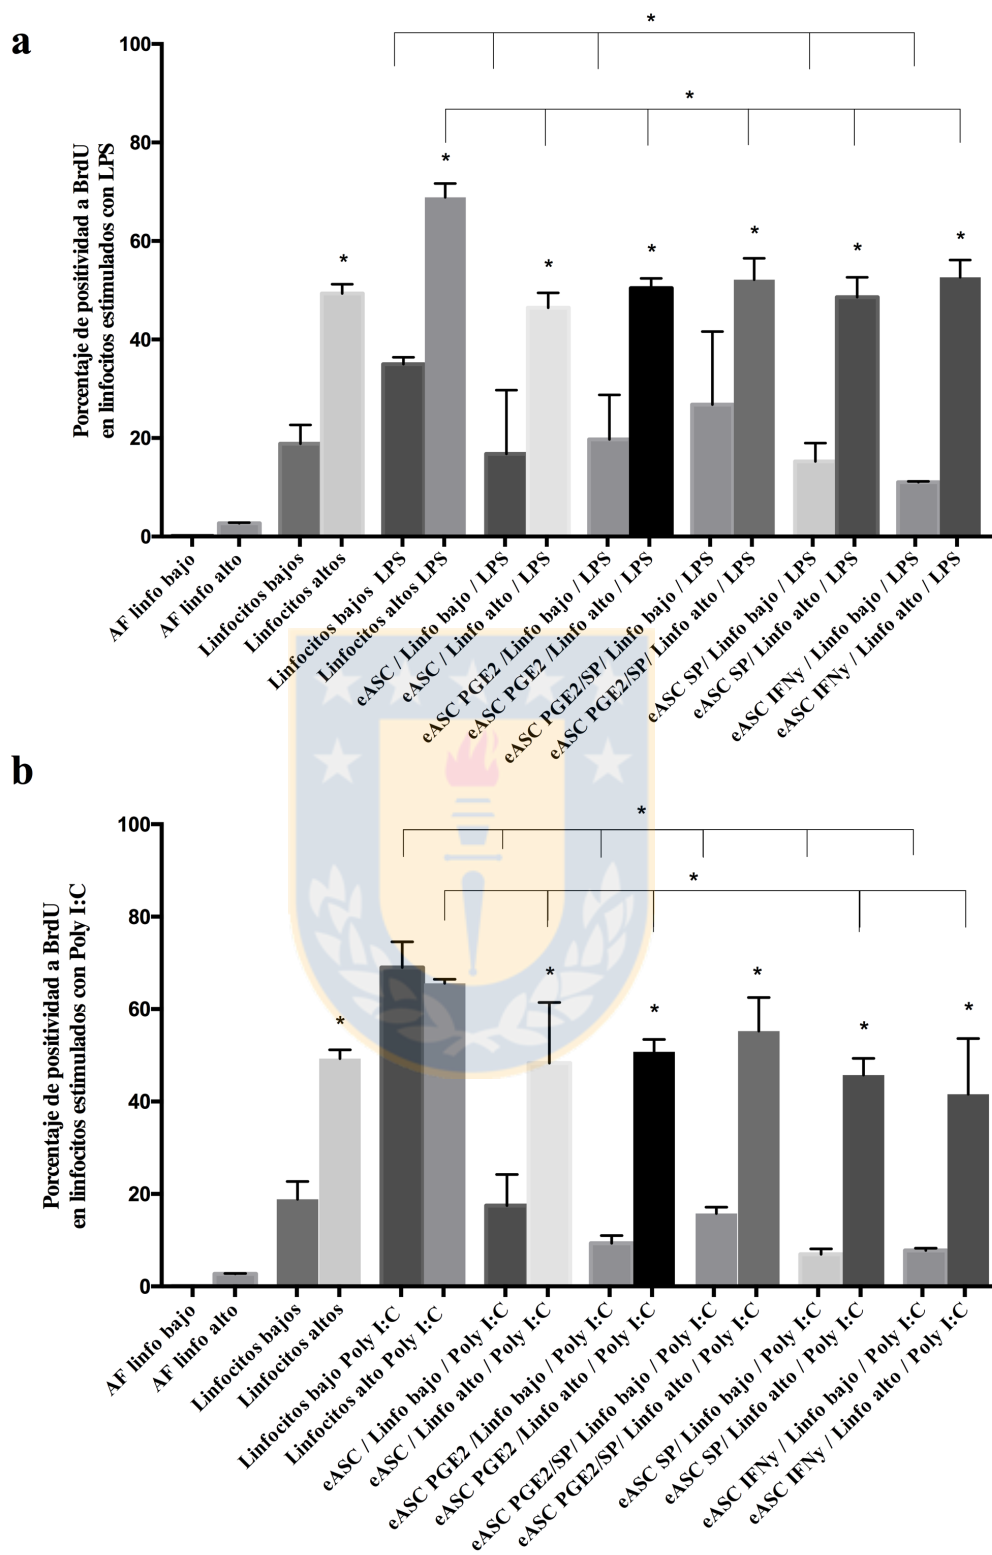 a
*
100
*
80
*
60
*
*
*
*
*
*
40
20
0
Porcentaje de positividad a BrdU
en linfocitos estimulados con LPS
AF linfo bajo
AF linfo alto
Linfocitos bajos
Linfocitos altos
Linfocitos bajos LPS
Linfocitos altos LPS
eASC / Linfo bajo / LPS
eASC / Linfo alto / LPS
eASC PGE2 /Linfo bajo / LPS
eASC PGE2 /Linfo alto / LPS
eASC PGE2/SP/ Linfo bajo / LPS
eASC PGE2/SP/ Linfo alto / LPS
eASC SP/ Linfo bajo / LPS
eASC SP/ Linfo alto / LPS
eASC IFNy / Linfo bajo / LPS
eASC IFNy / Linfo alto / LPS
b
100
*
*
80
*
*
60
*
*
*
*
40
20
0
Porcentaje de positividad a BrdU
en linfocitos estimulados con Poly I:C
AF linfo bajo
AF linfo alto
Linfocitos bajos
Linfocitos altos
Linfocitos bajo Poly I:C
Linfocitos alto Poly I:C
eASC / Linfo bajo / Poly I:C
eASC / Linfo alto / Poly I:C
eASC PGE2 /Linfo bajo / Poly I:C
eASC PGE2 /Linfo alto / Poly I:C
eASC PGE2/SP/ Linfo bajo / Poly I:C
eASC PGE2/SP/ Linfo alto / Poly I:C
eASC SP/ Linfo bajo / Poly I:C
eASC SP/ Linfo alto / Poly I:C
eASC IFNy / Linfo bajo / Poly I:C
eASC IFNy / Linfo alto / Poly I:C